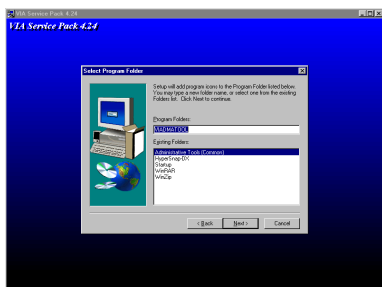 VIA Service Pack 4.24
VIA Service Pack 4.24
Select Program Folder
Setup will add program icons to the Program Folder listed below.
You may type a new folder name, or select one from the existing
Folders list. Click Next to continue.
Program Folders:
VIADMATOOL
Existing Folders:
Administrative Tools (Common)
HyperSnap-DX
Startup
WinRAR
WinZip
< Back
Next >
Cancel